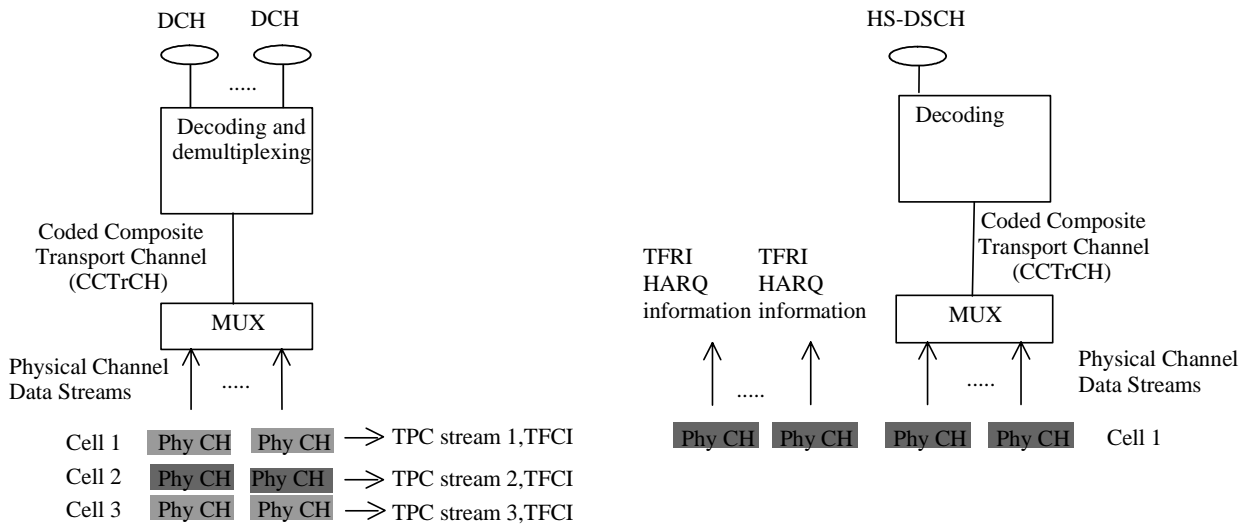 DCH DCH
.....
Decoding and
demultiplexing
Coded Composite
Transport Channel
(CCTrCH)
MUX
Physical Channel
Data Streams
.....
Cell 1 Phy CH Phy CH TPC stream 1,TFCI
Cell 2 Phy CH Phy CH TPC stream 2,TFCI
Cell 3 Phy CH Phy CH TPC stream 3,TFCI
HS-DSCH
Decoding
Coded Composite
Transport Channel
(CCTrCH)
TFRI
HARQ
information
TFRI
HARQ
information
MUX
Physical Channel
Data Streams
.....
.....
Phy CH Phy CH Phy CH Phy CH Cell 1